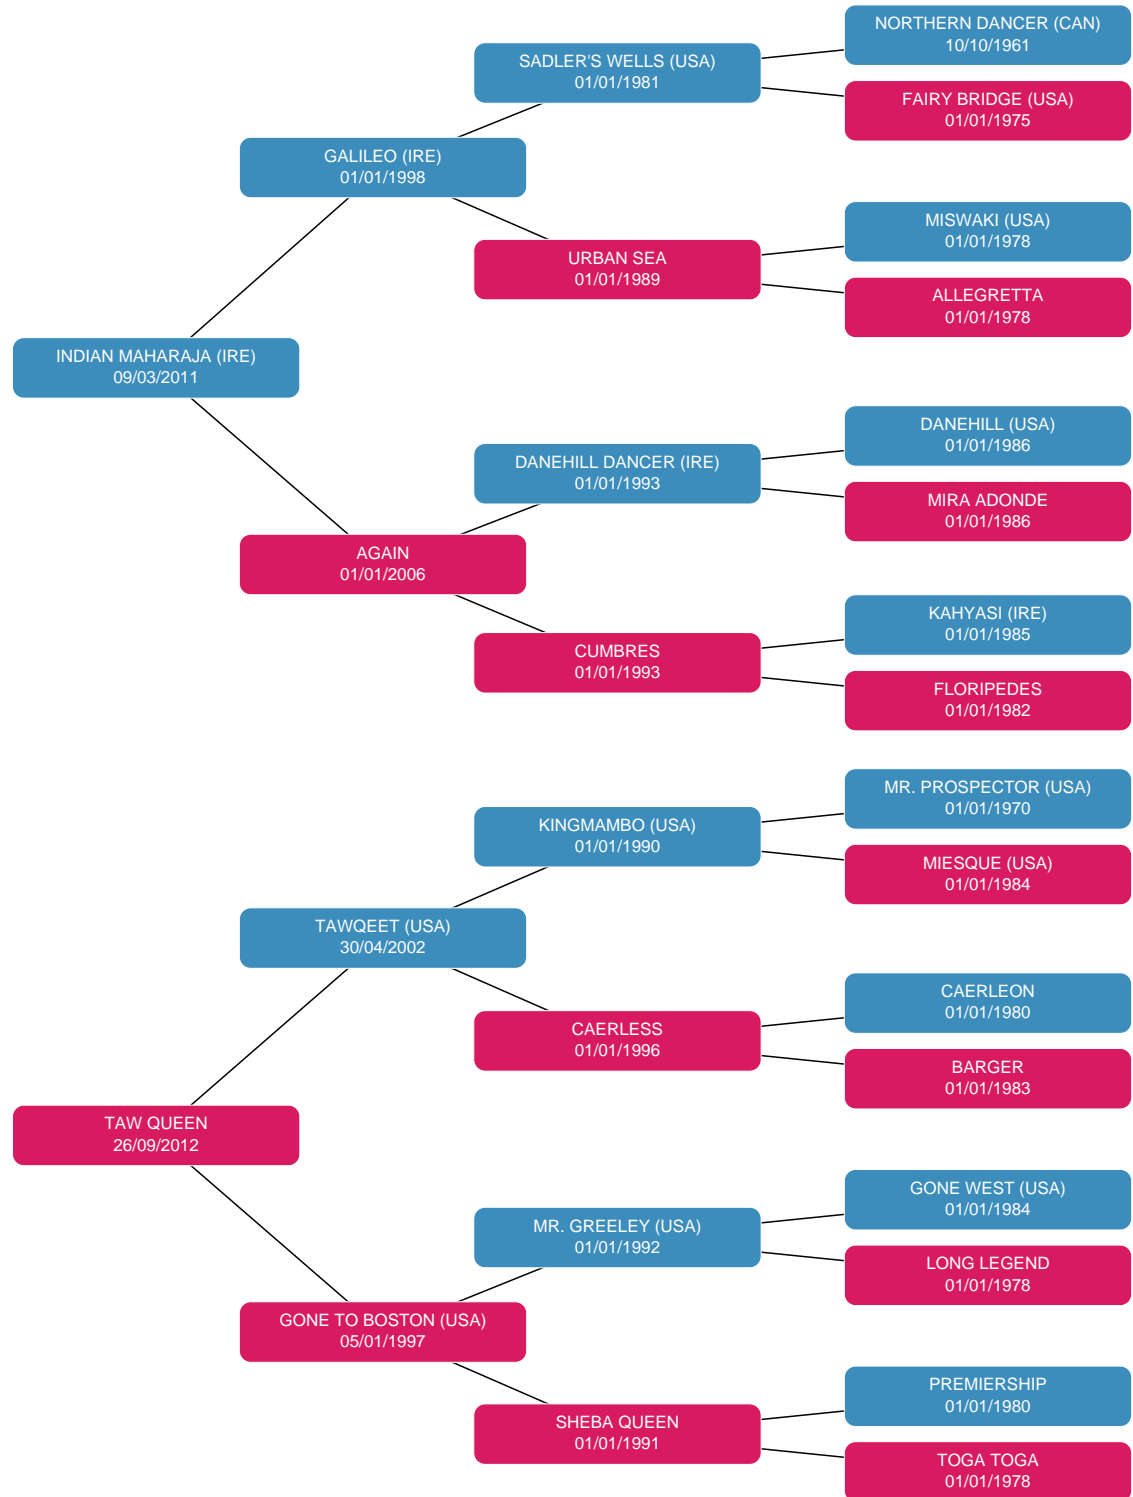 NORTHERN DANCER (CAN)
10/10/1961
SADLER'S WELLS (USA)
01/01/1981
FAIRY BRIDGE (USA)
01/01/1975
GALILEO (IRE)
01/01/1998
MISWAKI (USA)
01/01/1978
URBAN SEA
01/01/1989
ALLEGRETTA
01/01/1978
INDIAN MAHARAJA (IRE)
09/03/2011
DANEHILL (USA)
01/01/1986
DANEHILL DANCER (IRE)
01/01/1993
MIRA ADONDE
01/01/1986
AGAIN
01/01/2006
KAHYASI (IRE)
01/01/1985
CUMBRES
01/01/1993
FLORIPEDES
01/01/1982
MR. PROSPECTOR (USA)
01/01/1970
KINGMAMBO (USA)
01/01/1990
MIESQUE (USA)
01/01/1984
TAWQEET (USA)
30/04/2002
CAERLEON
01/01/1980
CAERLESS
01/01/1996
BARGER
01/01/1983
TAW QUEEN
26/09/2012
GONE WEST (USA)
01/01/1984
MR. GREELEY (USA)
01/01/1992
LONG LEGEND
01/01/1978
GONE TO BOSTON (USA)
05/01/1997
PREMIERSHIP
01/01/1980
SHEBA QUEEN
01/01/1991
TOGA TOGA
01/01/1978